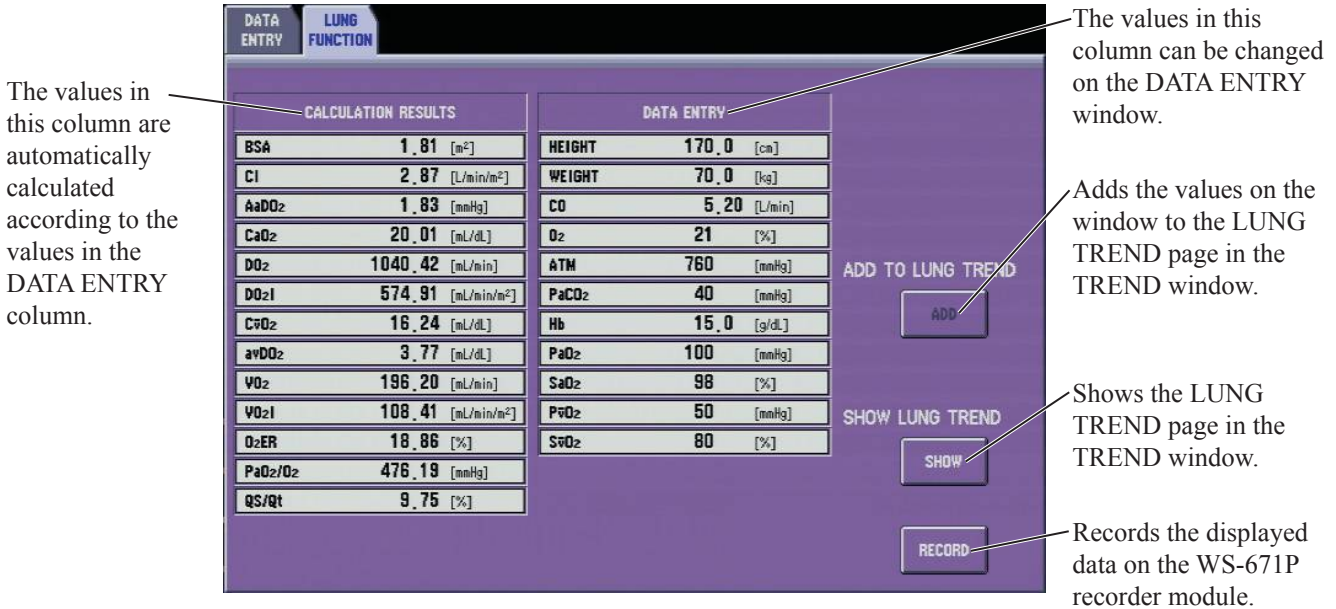 DATA ENTRY
LUNG FUNCTION
The values in
this column are
automatically
calculated
according to the
values in the
DATA ENTRY
column.
CALCULATION RESULTS
BSA 1.81 [m²]
CI 2.87 [L/min/m²]
AaDO₂ 1.83 [mmHg]
CaO₂ 20.01 [mL/dL]
DO₂ 1040.42 [mL/min]
DO₂I 574.91 [mL/min/m²]
Cv̄O₂ 16.24 [mL/dL]
avDO₂ 3.77 [mL/dL]
V̇O₂ 196.20 [mL/min]
V̇O₂I 108.41 [mL/min/m²]
O₂ER 18.86 [%]
PaO₂/O₂ 476.19 [mmHg]
QS/Qt 9.75 [%]
DATA ENTRY
HEIGHT 170.0 [cm]
WEIGHT 70.0 [kg]
CO 5.20 [L/min]
O₂ 21 [%]
ATM 760 [mmHg]
PaCO₂ 40 [mmHg]
Hb 15.0 [g/dL]
PaO₂ 100 [mmHg]
SaO₂ 98 [%]
Pv̄O₂ 50 [mmHg]
Sv̄O₂ 80 [%]
ADD TO LUNG TREND
ADD
SHOW LUNG TREND
SHOW
RECORD
The values in this
column can be changed
on the DATA ENTRY
window.
Adds the values on the
window to the LUNG
TREND page in the
TREND window.
Shows the LUNG
TREND page in the
TREND window.
Records the displayed
data on the WS-671P
recorder module.